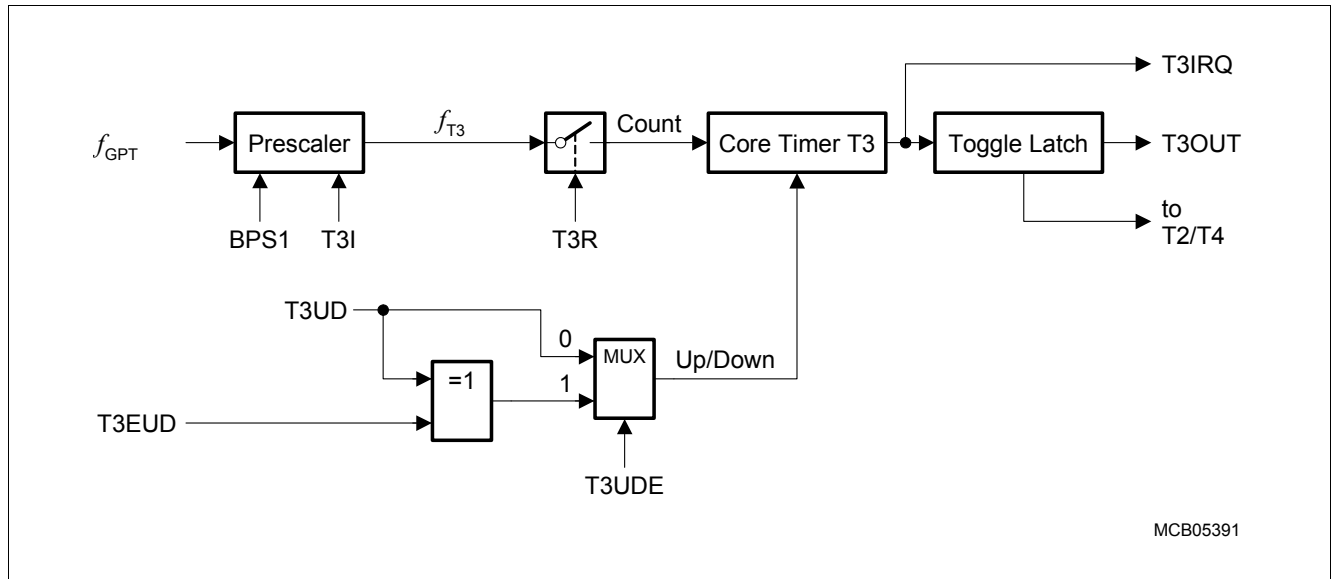 T3IRQ
fGPT
Prescaler
fT3
Count
Core Timer T3
Toggle Latch
T3OUT
BPS1
T3I
T3R
to
T2/T4
T3UD
0
MUX
Up/Down
=1
1
T3EUD
T3UDE
MCB05391